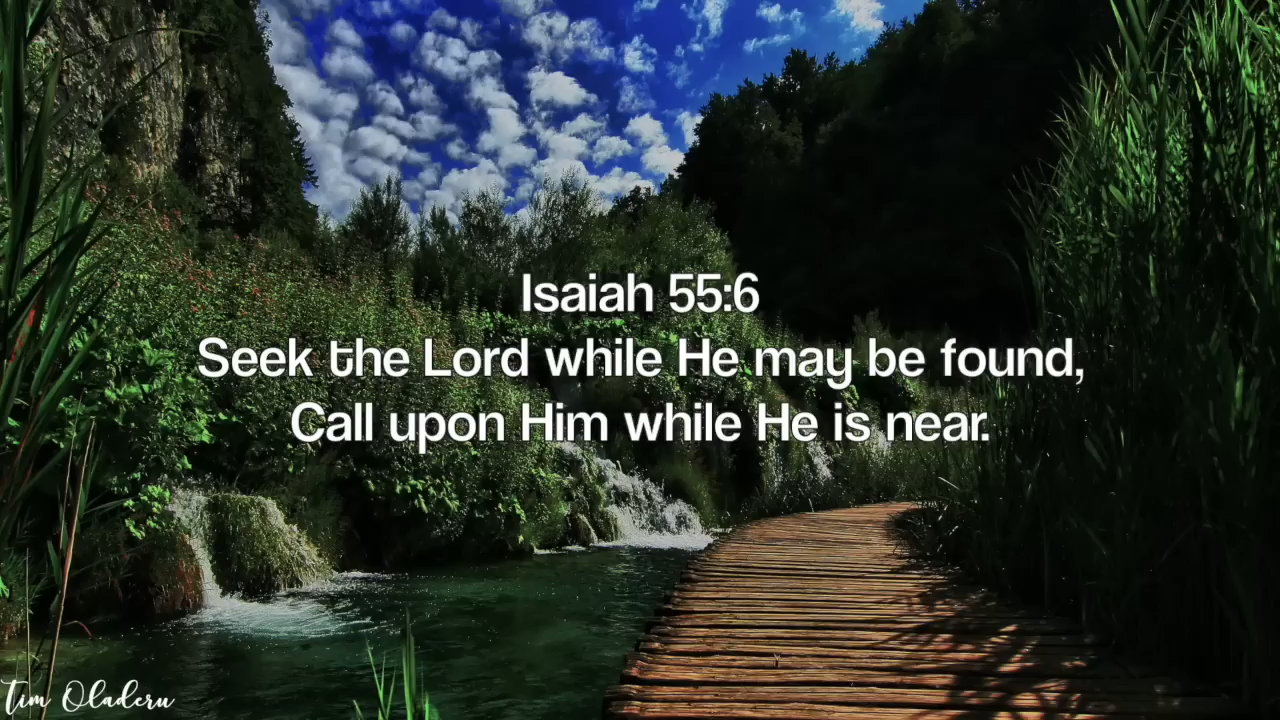 Isaiah 55:6
Seek the Lord while He may be found,
Call upon Him while He is near.
Tim Oladeru